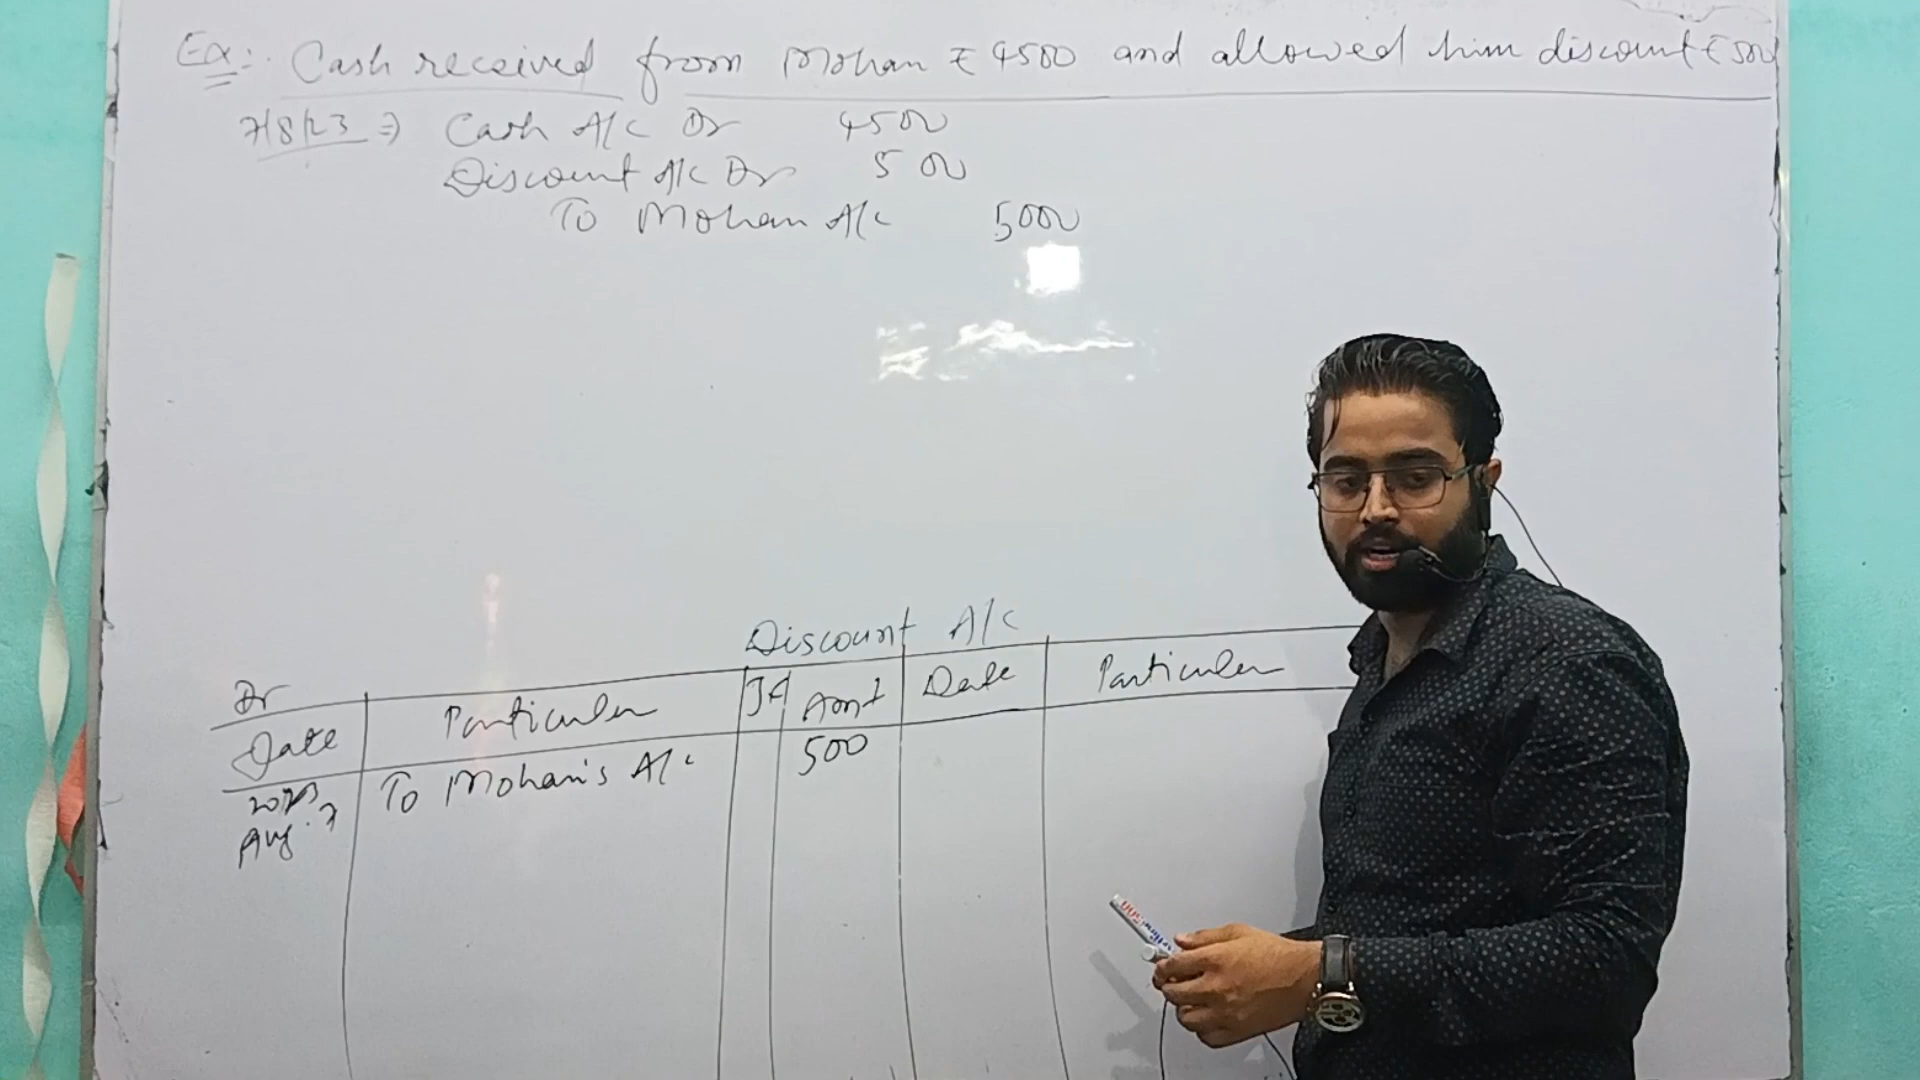 Ex:- Cash received from Mohan ₹ 4500 and allowed him discount ₹ 500
7/8/23 ⇒ Cash A/c Dr 4500
Discount A/c Dr 500
To Mohan A/c 5000
Discount A/c
Dr
Date Particular JF Amt Date Particular
2023 Aug. 7 To Mohan's A/c 500